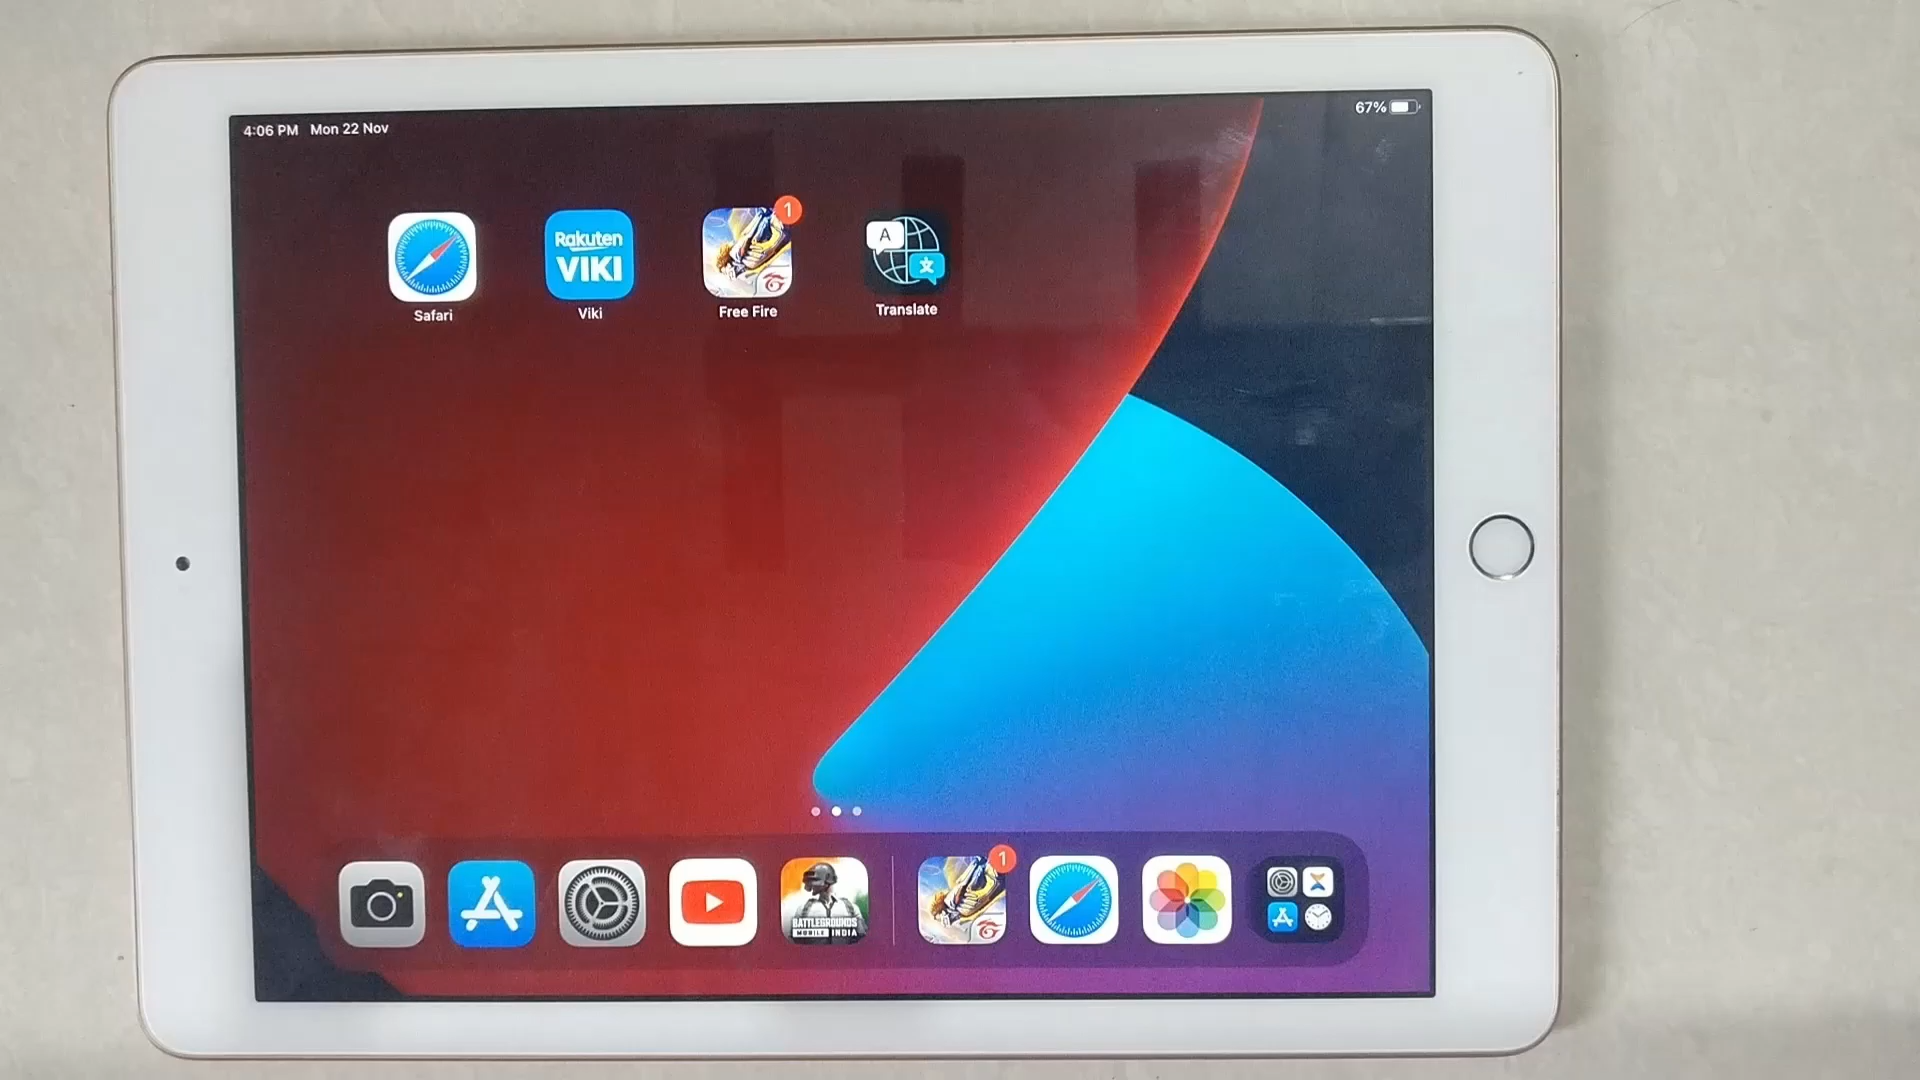 4:06 PM Mon 22 Nov
67%
Rakuten
VIKI
1
A
文
Safari
Viki
Free Fire
Translate
1
BATTLEGROUNDS
MOBILE INDIA